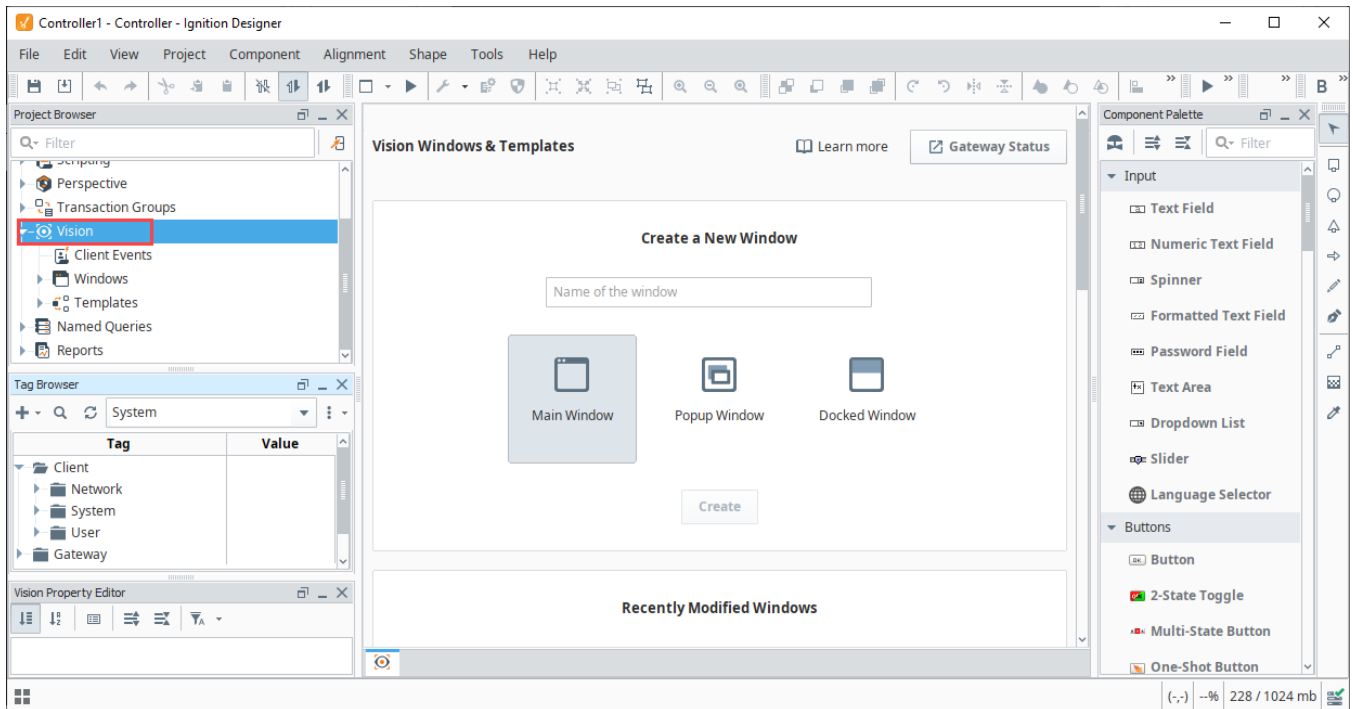 Controller1 - Controller - Ignition Designer
File Edit View Project Component Alignment Shape Tools Help
B
Project Browser
Filter
Scripting
Perspective
Transaction Groups
Vision
Client Events
Windows
Templates
Named Queries
Reports
Tag Browser
System
Tag Value
Client
Network
System
User
Gateway
Vision Property Editor
Vision Windows & Templates
Learn more
Gateway Status
Create a New Window
Name of the window
Main Window
Popup Window
Docked Window
Create
Recently Modified Windows
Component Palette
Filter
Input
Text Field
Numeric Text Field
Spinner
Formatted Text Field
Password Field
Text Area
Dropdown List
Slider
Language Selector
Buttons
Button
2-State Toggle
Multi-State Button
One-Shot Button
(-,-) --% 228 / 1024 mb